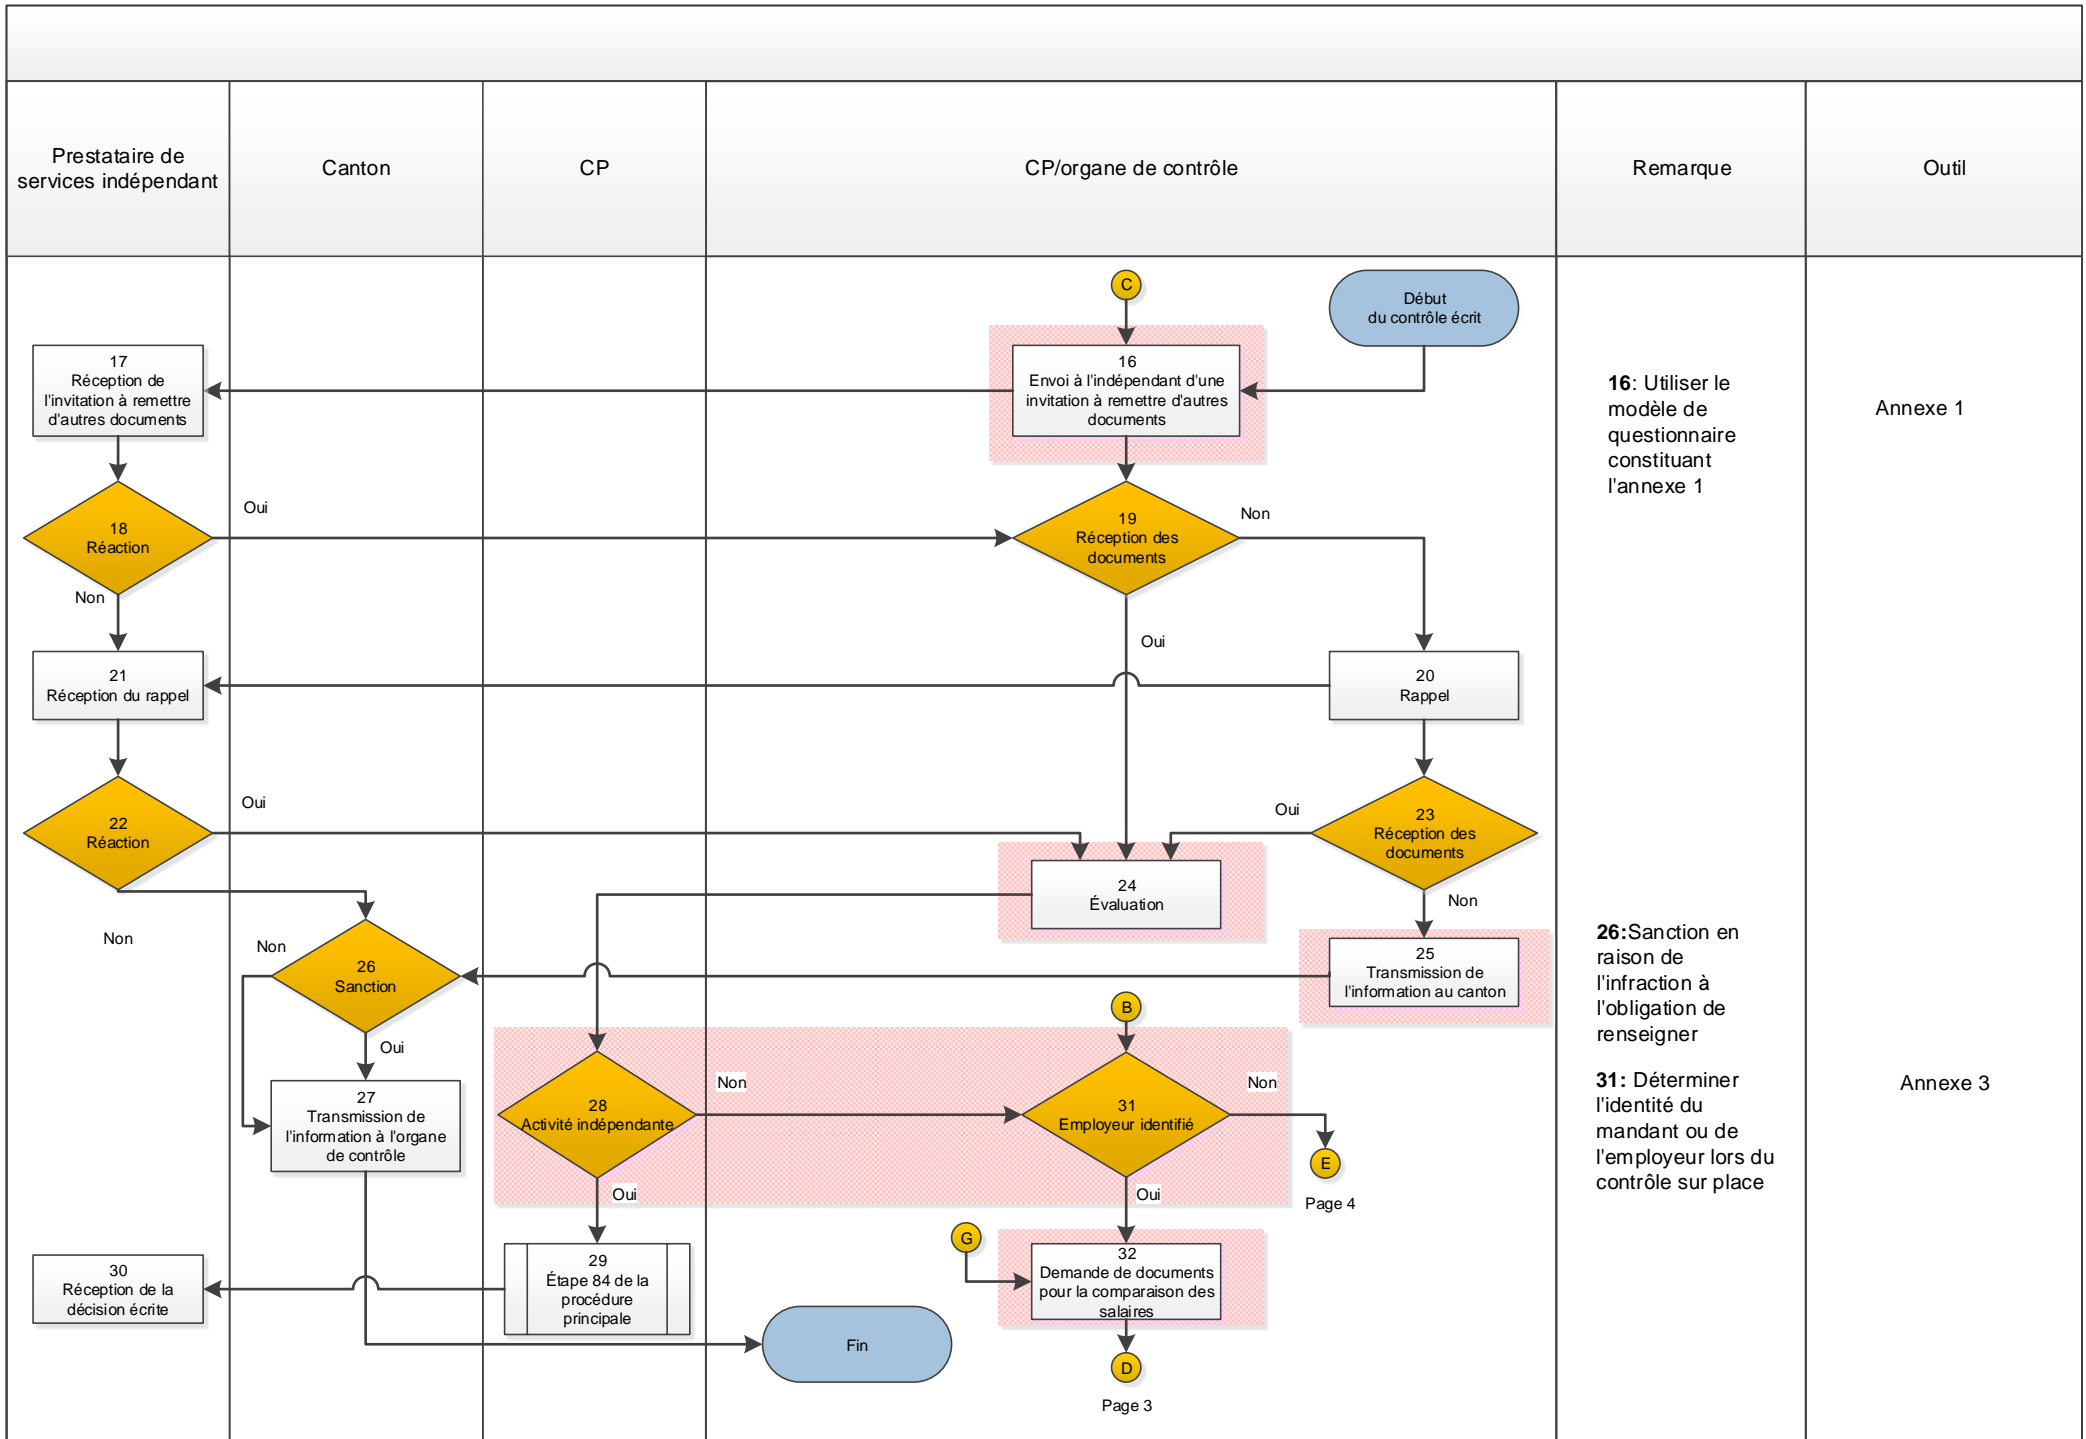 Prestataire de
services indépendant
Canton
CP
CP/organe de contrôle
Remarque
Outil
C
Début
du contrôle écrit
17
Réception de
l'invitation à remettre
d'autres documents
16
Envoi à l'indépendant d'une
invitation à remettre d'autres
documents
16: Utiliser le
modèle de
questionnaire
constituant
l'annexe 1
Annexe 1
18
Réaction
Oui
Non
19
Réception des
documents
Non
Oui
21
Réception du rappel
20
Rappel
22
Réaction
Oui
Non
23
Réception des
documents
Oui
Non
24
Évaluation
25
Transmission de
l'information au canton
26
Sanction
Non
Oui
26:Sanction en
raison de
l'infraction à
l'obligation de
renseigner
B
27
Transmission de
l'information à l'organe
de contrôle
28
Activité indépendante
Non
Oui
31
Employeur identifié
Non
Oui
E
Page 4
31: Déterminer
l'identité du
mandant ou de
l'employeur lors du
contrôle sur place
Annexe 3
30
Réception de la
décision écrite
29
Étape 84 de la
procédure
principale
G
32
Demande de documents
pour la comparaison des
salaires
Fin
D
Page 3